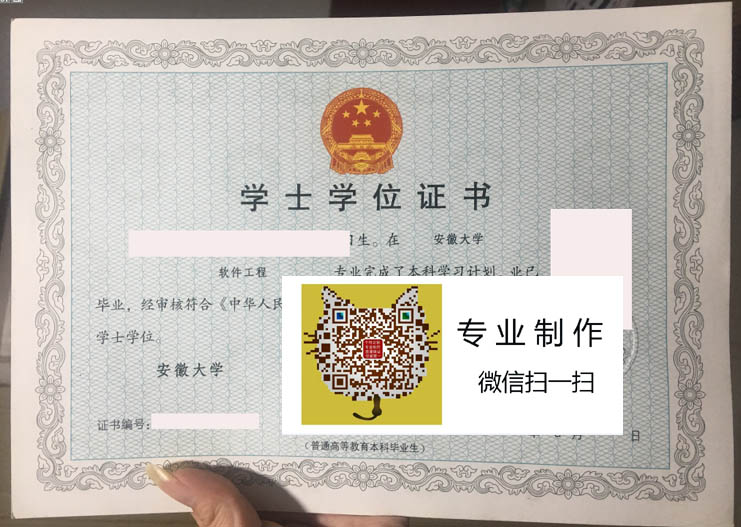 学士学位证书
生。在 安徽大学
软件工程 专业完成了本科学习计划，业已
毕业，经审核符合《中华人民
学士学位
安徽大学
证书编号：
月 日
(普通高等教育本科毕业生)
专业制作
微信扫一扫